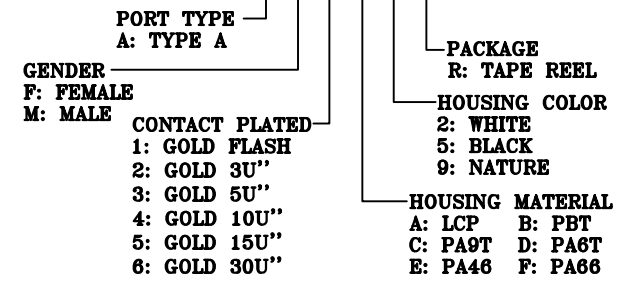 PORT TYPE
A: TYPE A
GENDER
F: FEMALE
M: MALE
CONTACT PLATED
1: GOLD FLASH
2: GOLD 3U"
3: GOLD 5U"
4: GOLD 10U"
5: GOLD 15U"
6: GOLD 30U"
PACKAGE
R: TAPE REEL
HOUSING COLOR
2: WHITE
5: BLACK
9: NATURE
HOUSING MATERIAL
A: LCP B: PBT
C: PA9T D: PA6T
E: PA46 F: PA66